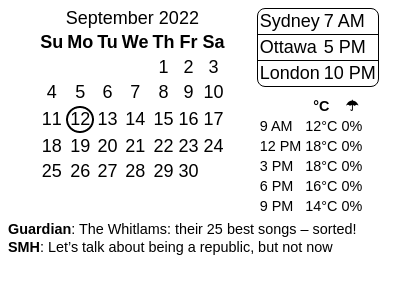 September 2022
Su Mo Tu We Th Fr Sa
1 2 3
4 5 6 7 8 9 10
11 12 13 14 15 16 17
18 19 20 21 22 23 24
25 26 27 28 29 30
Sydney 7 AM
Ottawa 5 PM
London 10 PM
°C ☂
9 AM 12°C 0%
12 PM 18°C 0%
3 PM 18°C 0%
6 PM 16°C 0%
9 PM 14°C 0%
Guardian: The Whitlams: their 25 best songs – sorted!
SMH: Let’s talk about being a republic, but not now